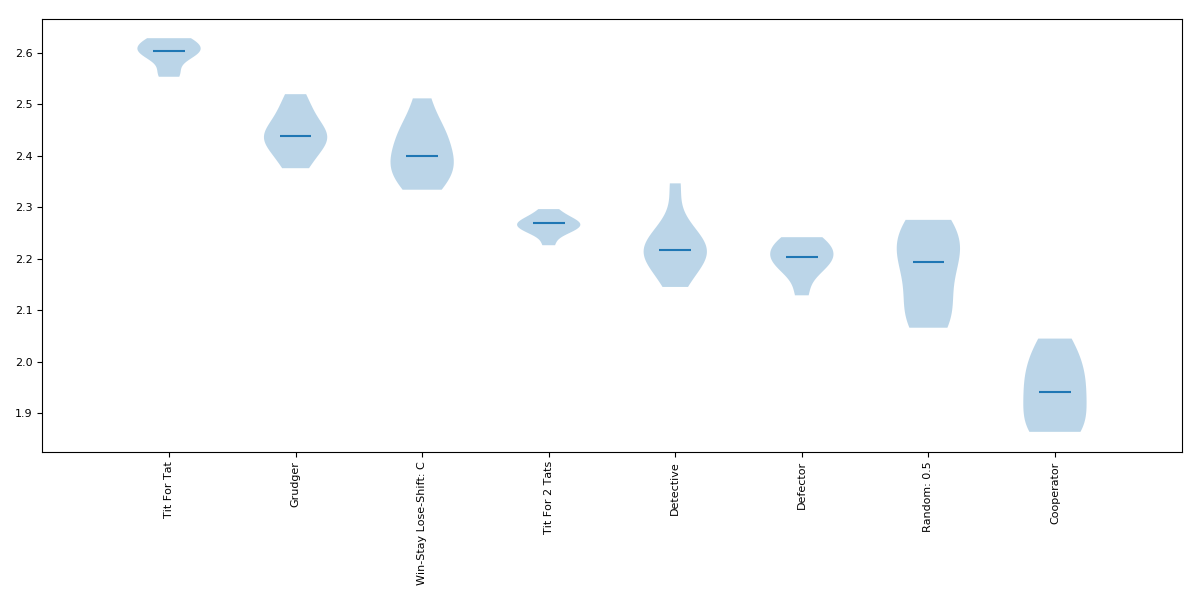 2.6
2.5
2.4
2.3
2.2
2.1
2.0
1.9
Tit For Tat
Grudger
Win-Stay Lose-Shift: C
Tit For 2 Tats
Detective
Defector
Random: 0.5
Cooperator